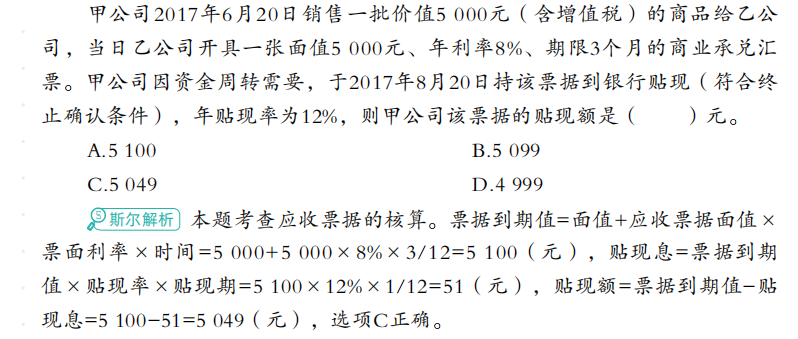 甲公司2017年6月20日销售一批价值5 000元（含增值税）的商品给乙公
司，当日乙公司开具一张面值5 000元、年利率8%、期限3个月的商业承兑汇
票。甲公司因资金周转需要，于2017年8月20日持该票据到银行贴现（符合终
止确认条件），年贴现率为12%，则甲公司该票据的贴现额是（　　）元。
A.5 100　　B.5 099
C.5 049　　D.4 999
斯尔解析　本题考查应收票据的核算。票据到期值=面值+应收票据面值×
票面利率×时间=5 000+5 000×8%×3/12=5 100（元），贴现息=票据到期
值×贴现率×贴现期=5 100×12%×1/12=51（元），贴现额=票据到期值-贴
现息=5 100-51=5 049（元），选项C正确。